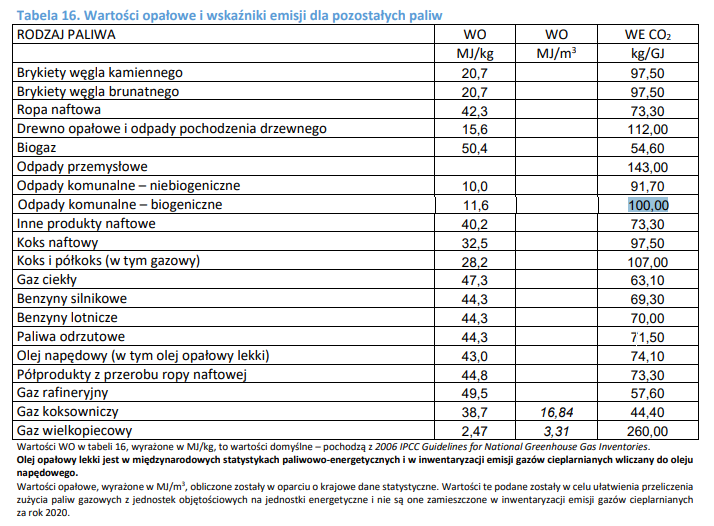 Tabela 16. Wartości opałowe i wskaźniki emisji dla pozostałych paliw
RODZAJ PALIWA WO WO WE CO₂
MJ/kg MJ/m³ kg/GJ
Brykiety węgla kamiennego 20,7 97,50
Brykiety węgla brunatnego 20,7 97,50
Ropa naftowa 42,3 73,30
Drewno opałowe i odpady pochodzenia drzewnego 15,6 112,00
Biogaz 50,4 54,60
Odpady przemysłowe 143,00
Odpady komunalne – niebiogeniczne 10,0 91,70
Odpady komunalne – biogeniczne 11,6 100,00
Inne produkty naftowe 40,2 73,30
Koks naftowy 32,5 97,50
Koks i półkoks (w tym gazowy) 28,2 107,00
Gaz ciekły 47,3 63,10
Benzyny silnikowe 44,3 69,30
Benzyny lotnicze 44,3 70,00
Paliwa odrzutowe 44,3 71,50
Olej napędowy (w tym olej opałowy lekki) 43,0 74,10
Półprodukty z przerobu ropy naftowej 44,8 73,30
Gaz rafineryjny 49,5 57,60
Gaz koksowniczy 38,7 16,84 44,40
Gaz wielkopiecowy 2,47 3,31 260,00
Wartości WO w tabeli 16, wyrażone w MJ/kg, to wartości domyślne – pochodzą z 2006 IPCC Guidelines for National Greenhouse Gas Inventories.
Olej opałowy lekki jest w międzynarodowych statystykach paliwowo-energetycznych i w inwentaryzacji emisji gazów cieplarnianych wliczany do oleju
napędowego.
Wartości opałowe, wyrażone w MJ/m³, obliczone zostały w oparciu o krajowe dane statystyczne. Wartości te podane zostały w celu ułatwienia przeliczenia
zużycia paliw gazowych z jednostek objętościowych na jednostki energetyczne i nie są one zamieszczone w inwentaryzacji emisji gazów cieplarnianych
za rok 2020.